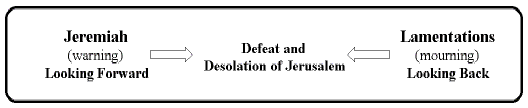 Jeremiah
(warning)
Looking Forward
Defeat and
Desolation of Jerusalem
Lamentations
(mourning)
Looking Back